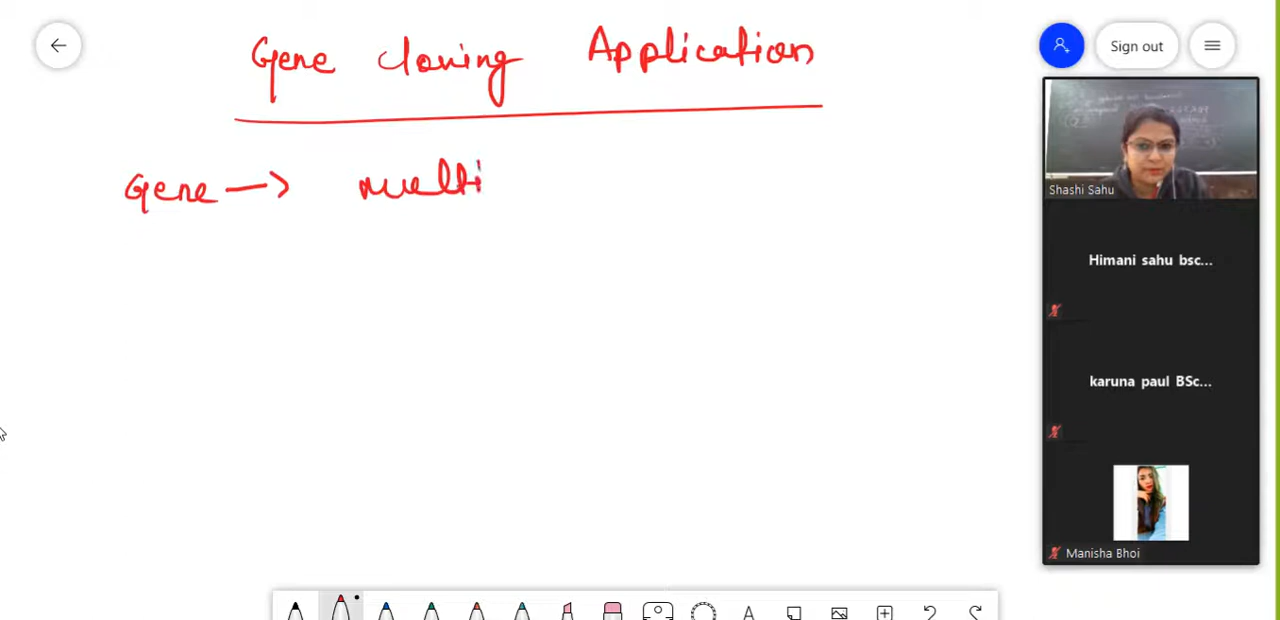 Gene cloning Application
Gene → multi
Sign out
Shashi Sahu
Himani sahu bsc...
karuna paul BSc...
Manisha Bhoi
A